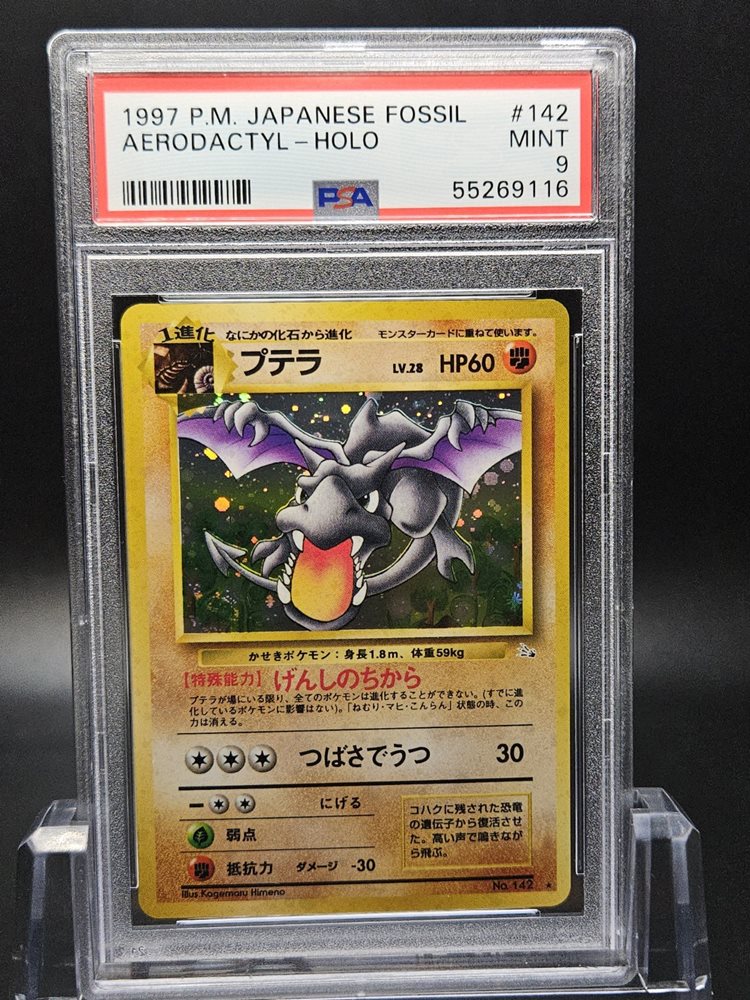 1997 P.M. JAPANESE FOSSIL #142
AERODACTYL - HOLO MINT
9
PSA 55269116
1進化 なにかの化石から進化 モンスターカードに重ねて使います。
プテラ LV.28 HP60
かせきポケモン：身長1.8m、体重59kg
【特殊能力】げんしのちから
プテラが場にいる限り、全てのポケモンは進化することができない。(すでに進
化しているポケモンに影響はない)。「ねむり・マヒ・こんらん」状態の時、この
力は消える。
つばさでうつ 30
にげる
弱点
抵抗力 ダメージ -30
コハクに残された恐竜
の遺伝子から復活させ
た。高い声で鳴きなが
ら飛ぶ。
Illus.Kagemaru Himeno
No.142 ★